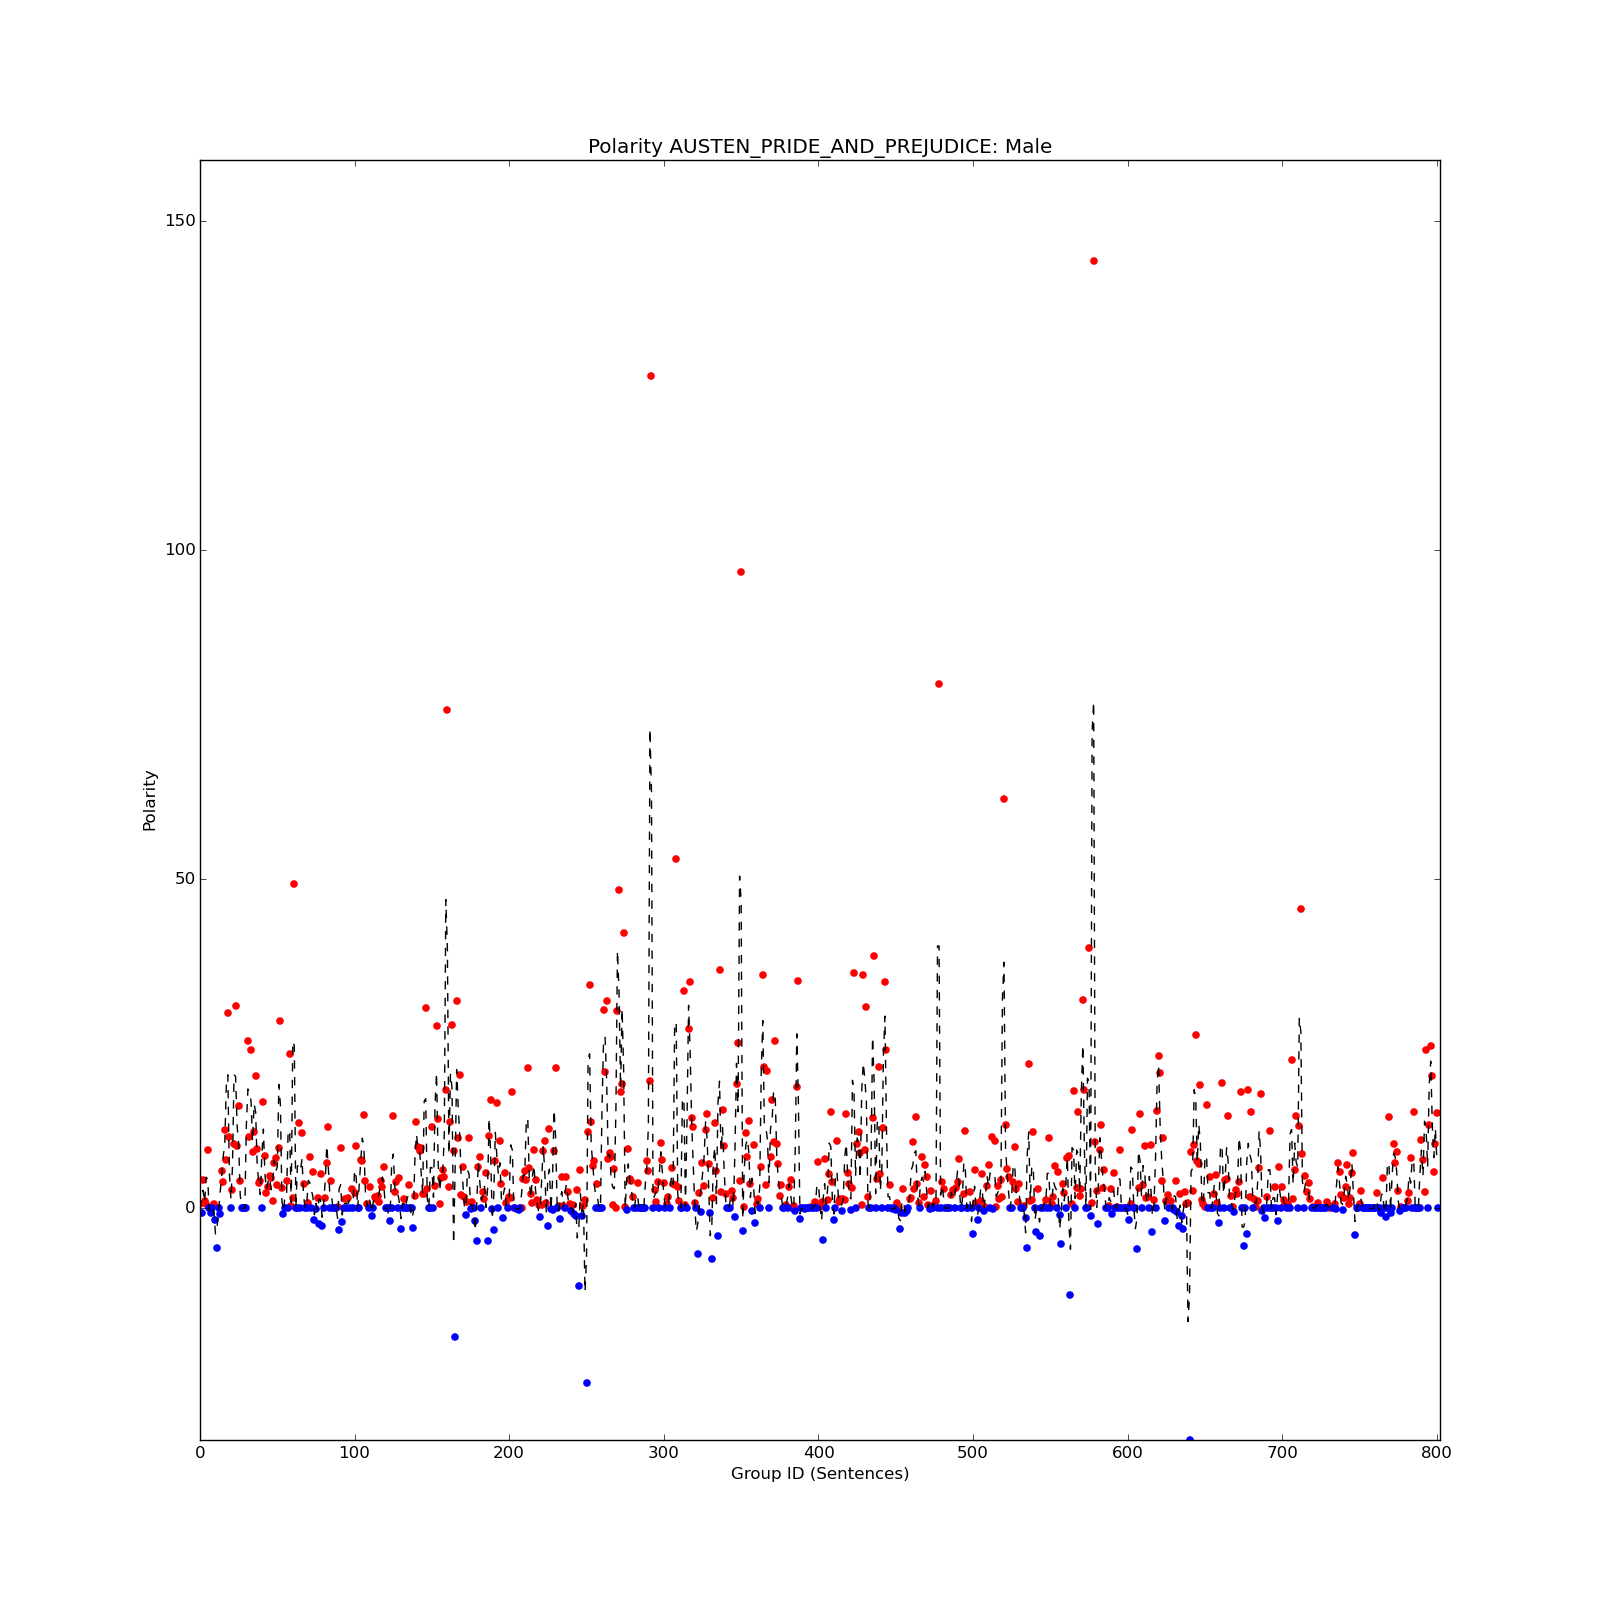 Polarity AUSTEN_PRIDE_AND_PREJUDICE: Male
150
100
50
0
Polarity
0 100 200 300 400 500 600 700 800
Group ID (Sentences)